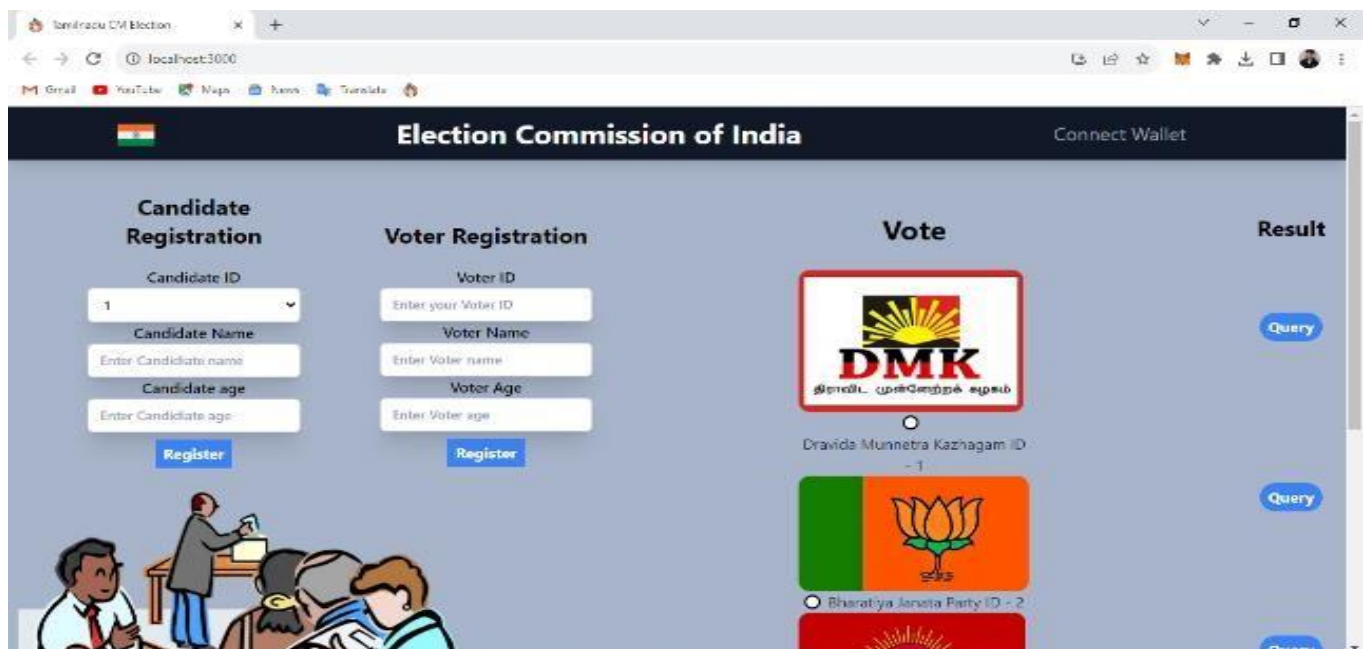 Tamilnadu CM Election
localhost:3000
Gmail YouTube Maps News Translate
Election Commission of India
Connect Wallet
Candidate
Registration
Candidate ID
1
Candidate Name
Enter Candidiate name
Candidate age
Enter Candidiate age
Register
Voter Registration
Voter ID
Enter your Voter ID
Voter Name
Enter Voter name
Voter Age
Enter Voter age
Register
Vote
DMK
திராவிட முன்னேற்றக் கழகம்
Dravida Munnetra Kazhagam ID
- 1
Bharatiya Janata Party ID - 2
Result
Query
Query
Query